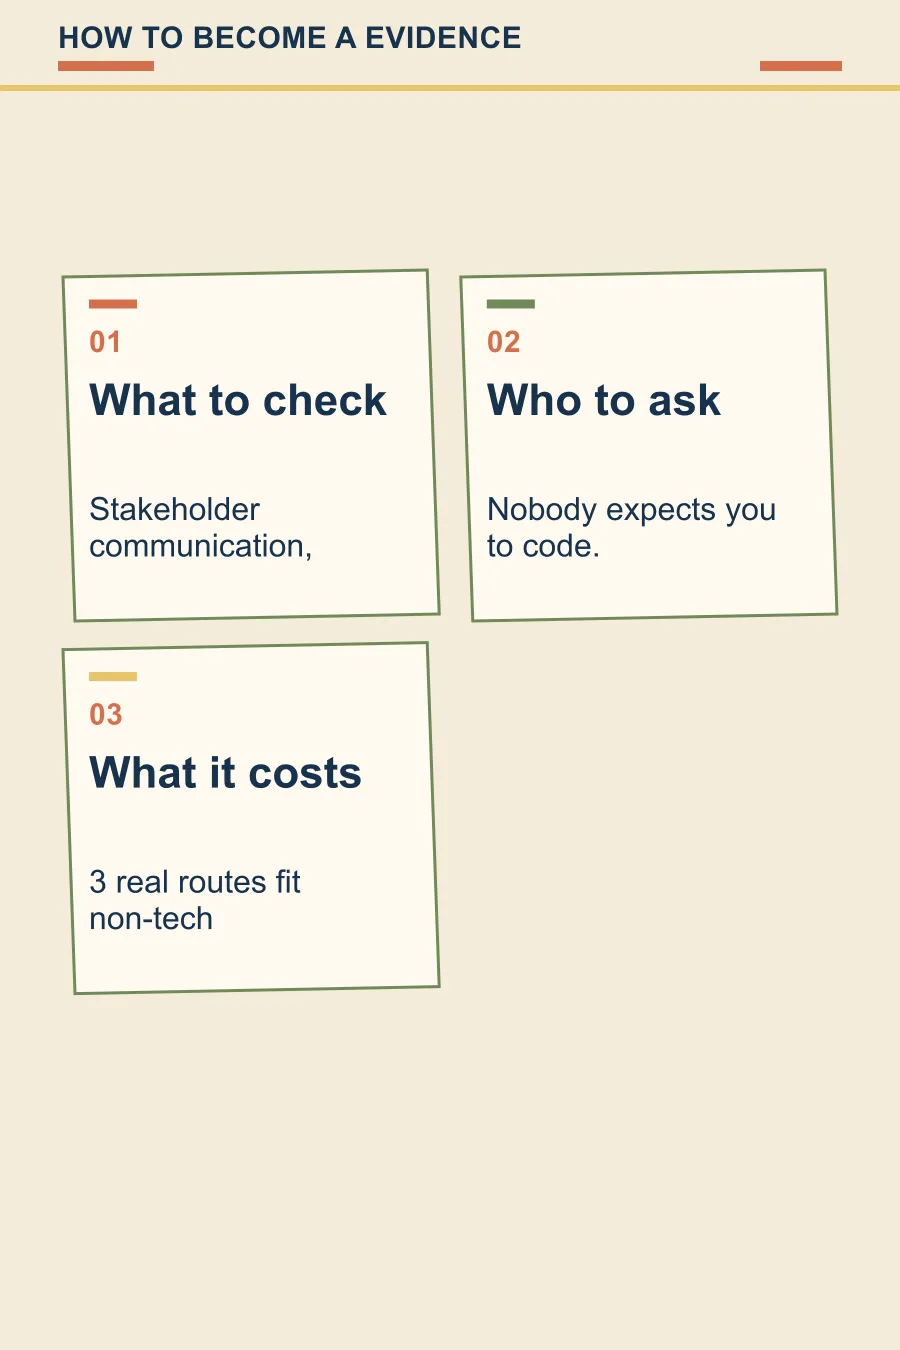 HOW TO BECOME A EVIDENCE
01
What to check
Stakeholder
communication,
02
Who to ask
Nobody expects you
to code.
03
What it costs
3 real routes fit
non-tech